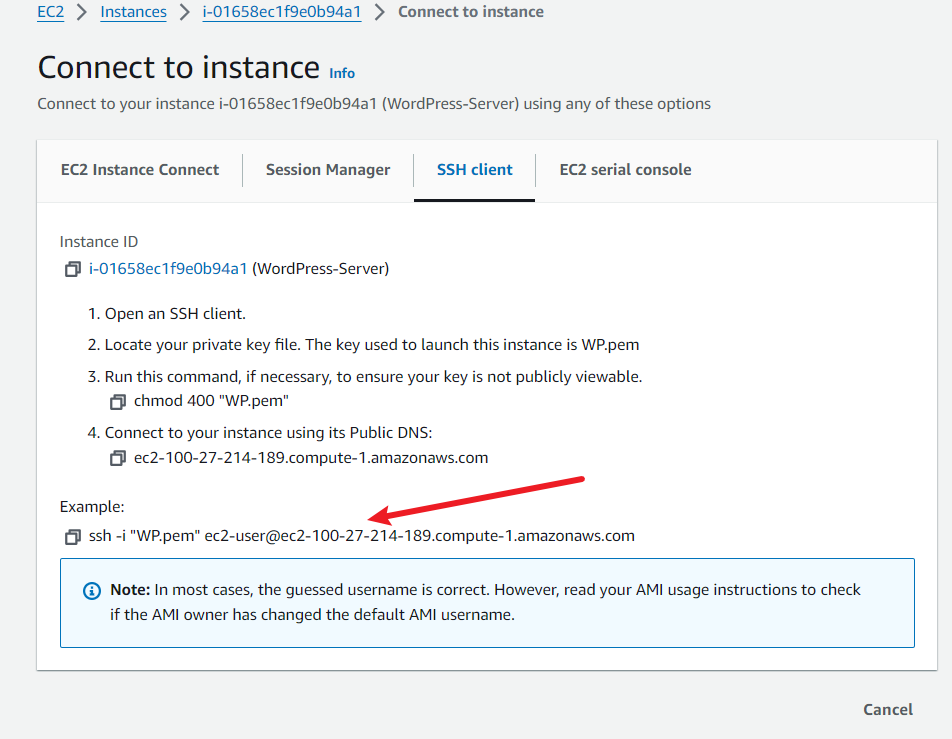 EC2 > Instances > i-01658ec1f9e0b94a1 > Connect to instance
Connect to instance Info
Connect to your instance i-01658ec1f9e0b94a1 (WordPress-Server) using any of these options
EC2 Instance Connect Session Manager SSH client EC2 serial console
Instance ID
i-01658ec1f9e0b94a1 (WordPress-Server)
1. Open an SSH client.
2. Locate your private key file. The key used to launch this instance is WP.pem
3. Run this command, if necessary, to ensure your key is not publicly viewable.
chmod 400 "WP.pem"
4. Connect to your instance using its Public DNS:
ec2-100-27-214-189.compute-1.amazonaws.com
Example:
ssh -i "WP.pem" ec2-user@ec2-100-27-214-189.compute-1.amazonaws.com
Note: In most cases, the guessed username is correct. However, read your AMI usage instructions to check
if the AMI owner has changed the default AMI username.
Cancel